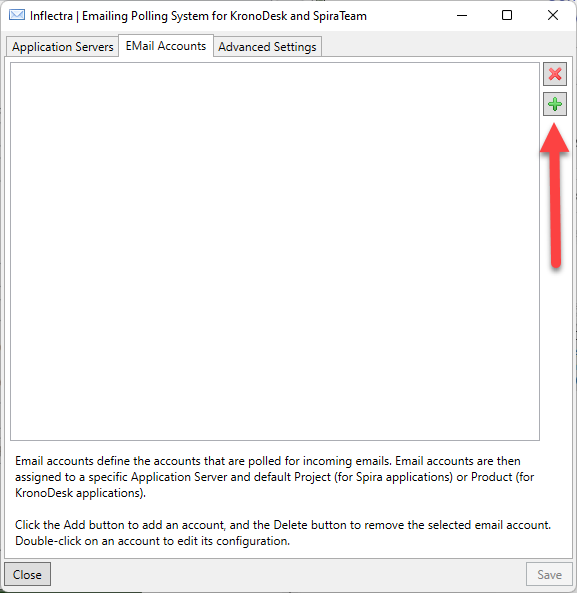 Inflectra | Emailing Polling System for KronoDesk and SpiraTeam
Application Servers
EMail Accounts
Advanced Settings
Email accounts define the accounts that are polled for incoming emails. Email accounts are then
assigned to a specific Application Server and default Project (for Spira applications) or Product (for
KronoDesk applications).
Click the Add button to add an account, and the Delete button to remove the selected email account.
Double-click on an account to edit its configuration.
Close
Save